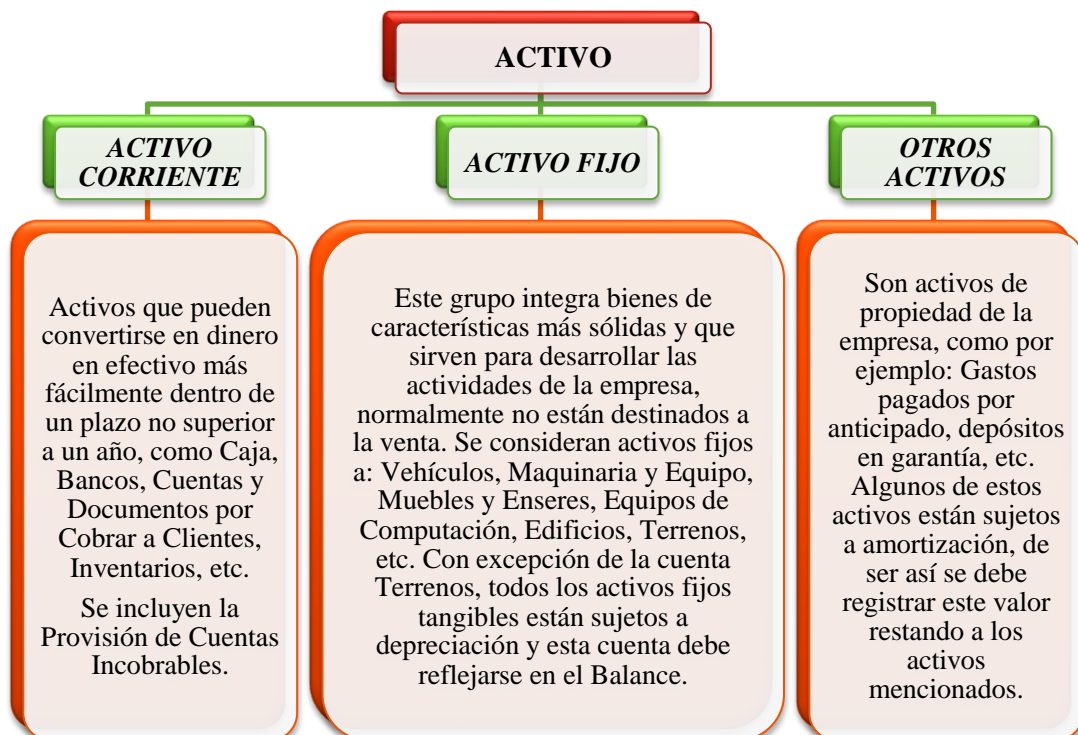 ACTIVO
ACTIVO
CORRIENTE
Activos que pueden
convertirse en dinero
en efectivo más
fácilmente dentro de
un plazo no superior
a un año, como Caja,
Bancos, Cuentas y
Documentos por
Cobrar a Clientes,
Inventarios, etc.
Se incluyen la
Provisión de Cuentas
Incobrables.
ACTIVO FIJO
Este grupo integra bienes de
características más sólidas y que
sirven para desarrollar las
actividades de la empresa,
normalmente no están destinados a
la venta. Se consideran activos fijos
a: Vehículos, Maquinaria y Equipo,
Muebles y Enseres, Equipos de
Computación, Edificios, Terrenos,
etc. Con excepción de la cuenta
Terrenos, todos los activos fijos
tangibles están sujetos a
depreciación y esta cuenta debe
reflejarse en el Balance.
OTROS
ACTIVOS
Son activos de
propiedad de la
empresa, como por
ejemplo: Gastos
pagados por
anticipado, depósitos
en garantía, etc.
Algunos de estos
activos están sujetos
a amortización, de
ser así se debe
registrar este valor
restando a los
activos
mencionados.